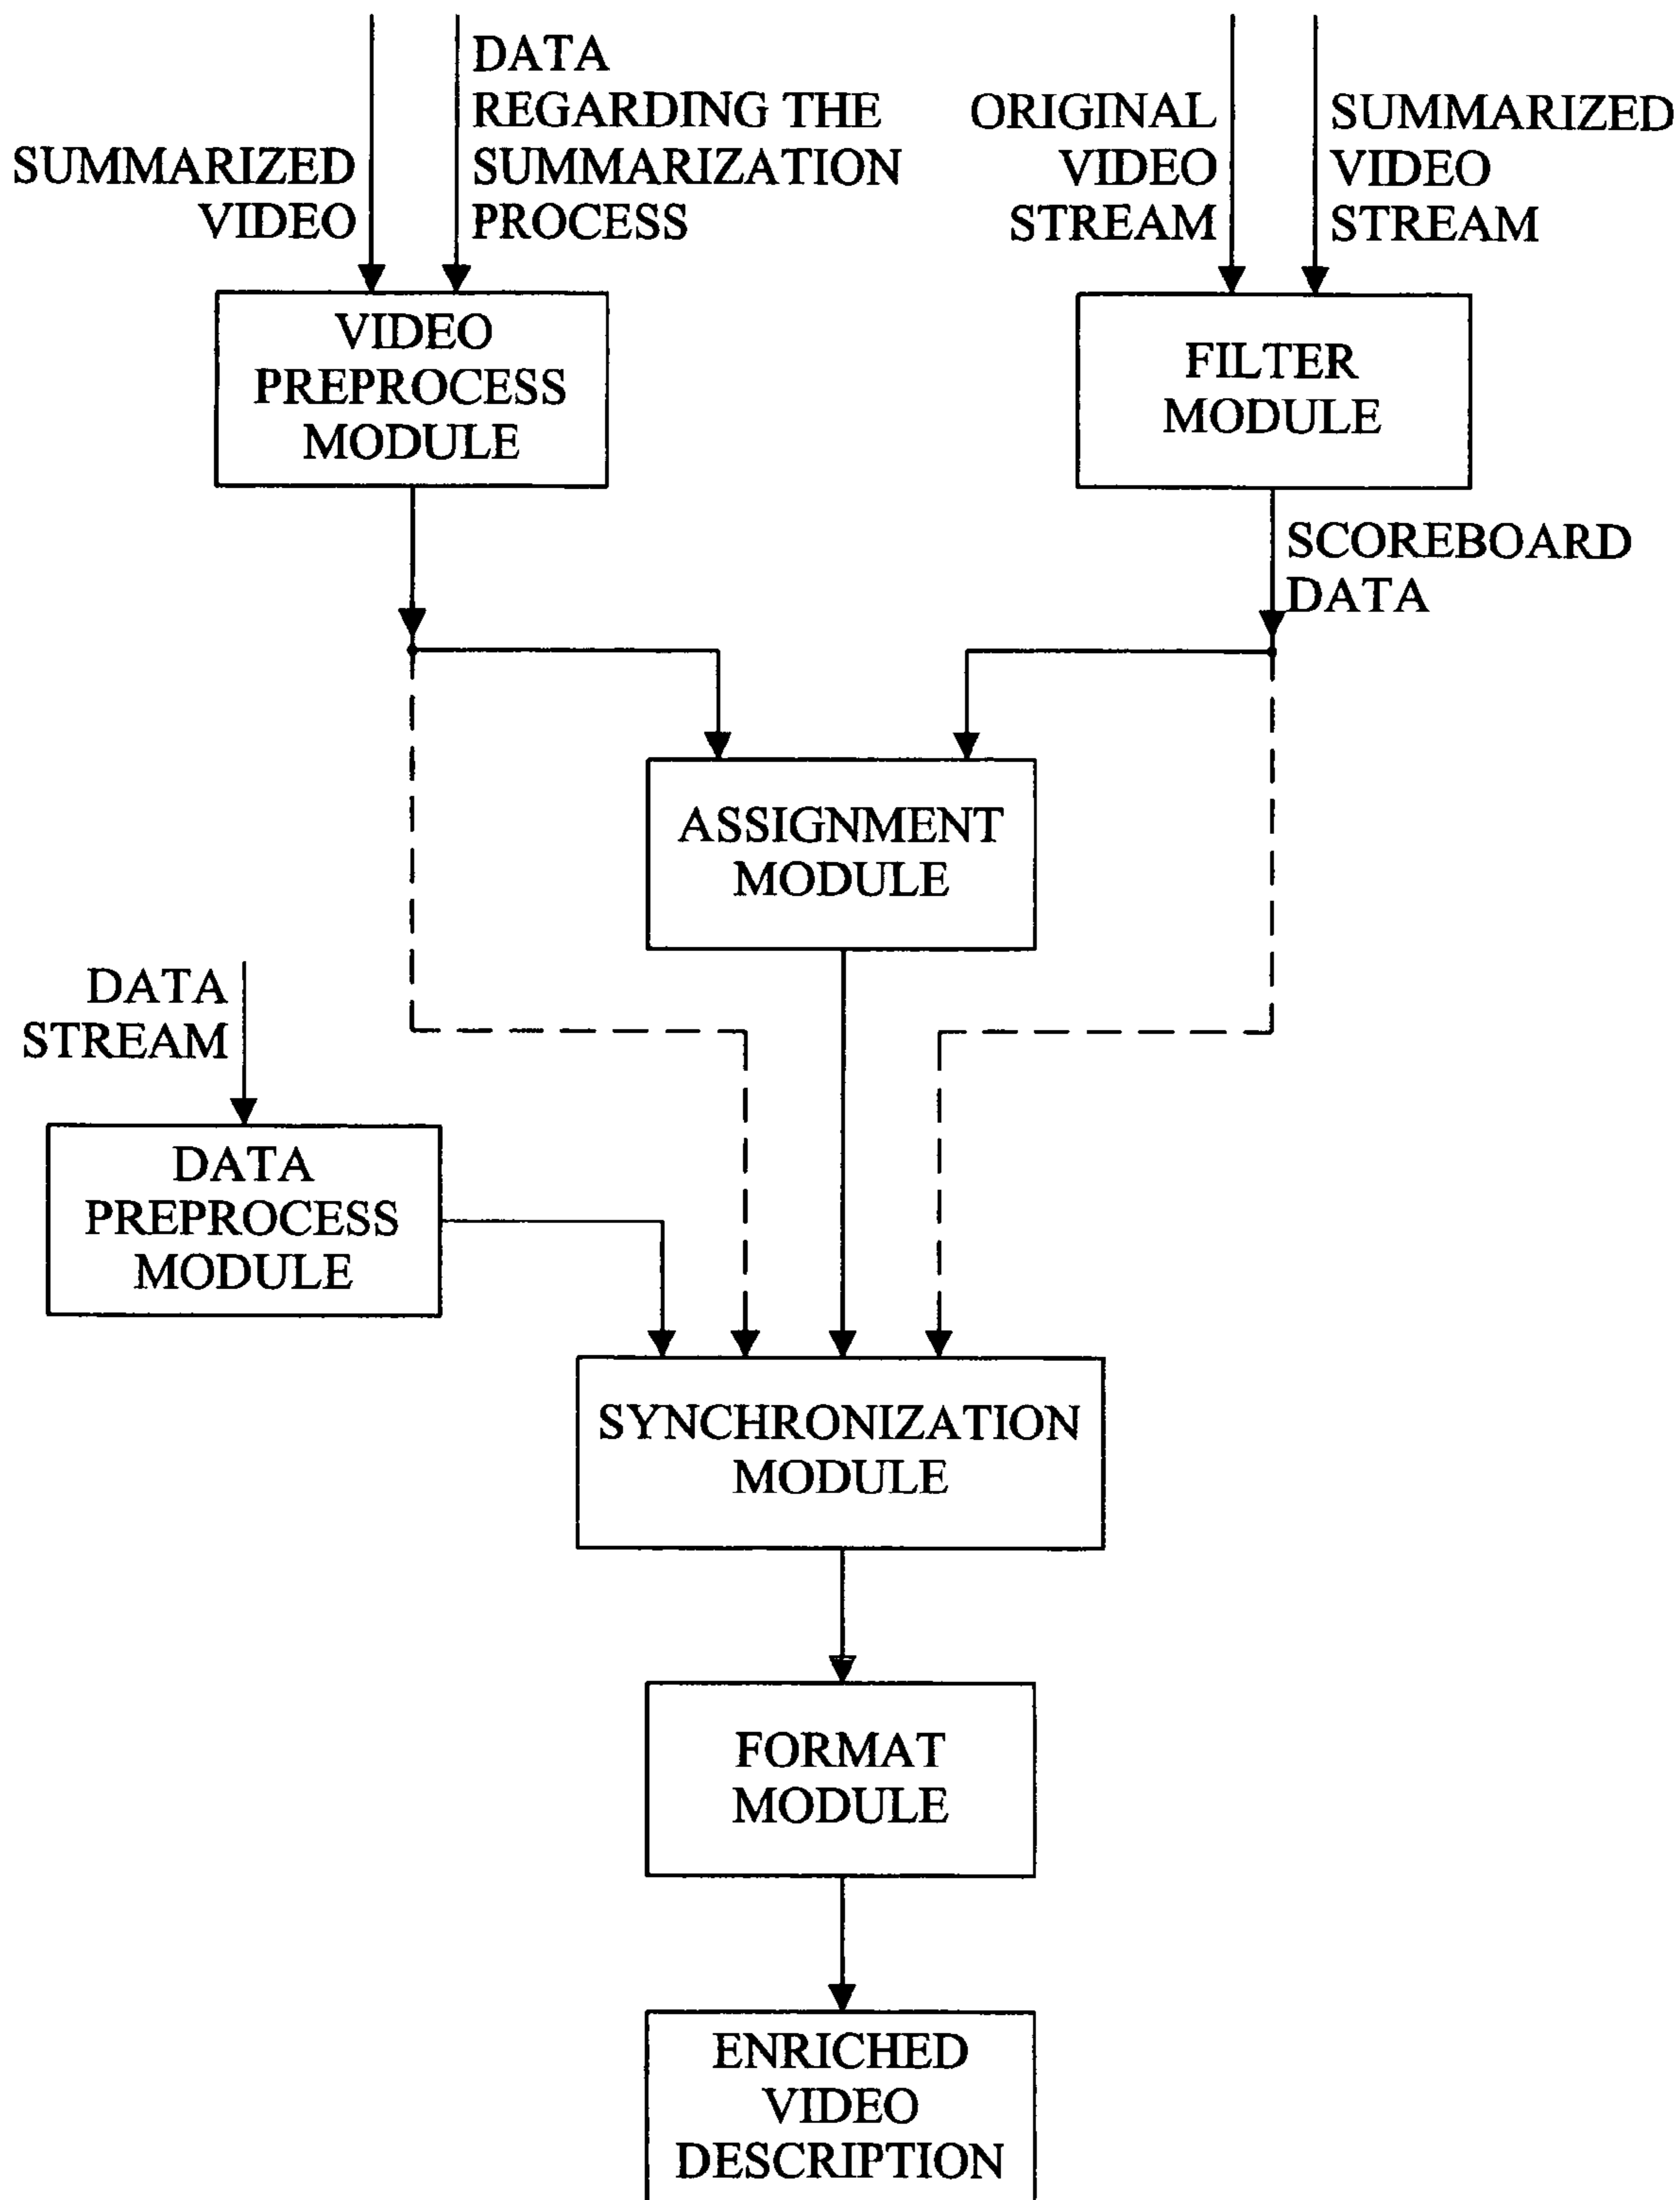 SUMMARIZED
VIDEO
DATA
REGARDING THE
SUMMARIZATION
PROCESS
ORIGINAL
VIDEO
STREAM
SUMMARIZED
VIDEO
STREAM
VIDEO
PREPROCESS
MODULE
FILTER
MODULE
SCOREBOARD
DATA
ASSIGNMENT
MODULE
DATA
STREAM
DATA
PREPROCESS
MODULE
SYNCHRONIZATION
MODULE
FORMAT
MODULE
ENRICHED
VIDEO
DESCRIPTION